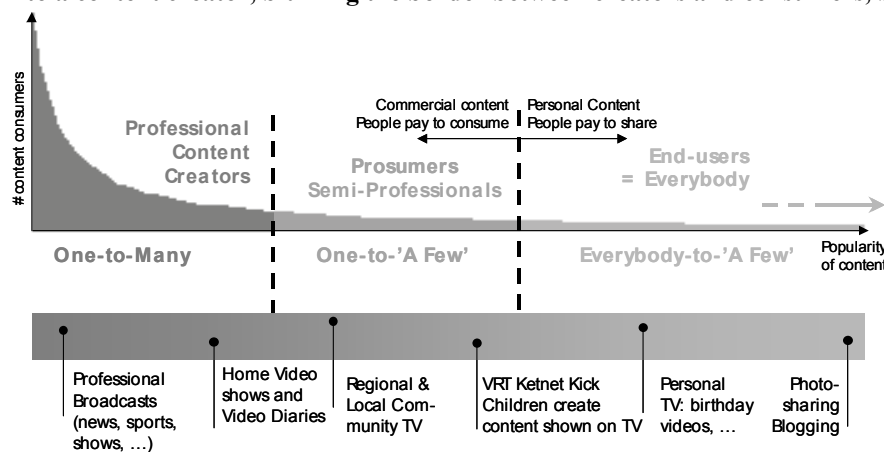 # content consumers
Commercial content
People pay to consume
Personal Content
People pay to share
Professional
Content
Creators
Prosumers
Semi-Professionals
End-users
= Everybody
One-to-Many
One-to-'A Few'
Everybody-to-'A Few'
Popularity
of content
Professional
Broadcasts
(news, sports,
shows, …)
Home Video
shows and
Video Diaries
Regional &
Local Com-
munity TV
VRT Ketnet Kick
Children create
content shown on TV
Personal
TV: birthday
videos, …
Photo-
sharing
Blogging